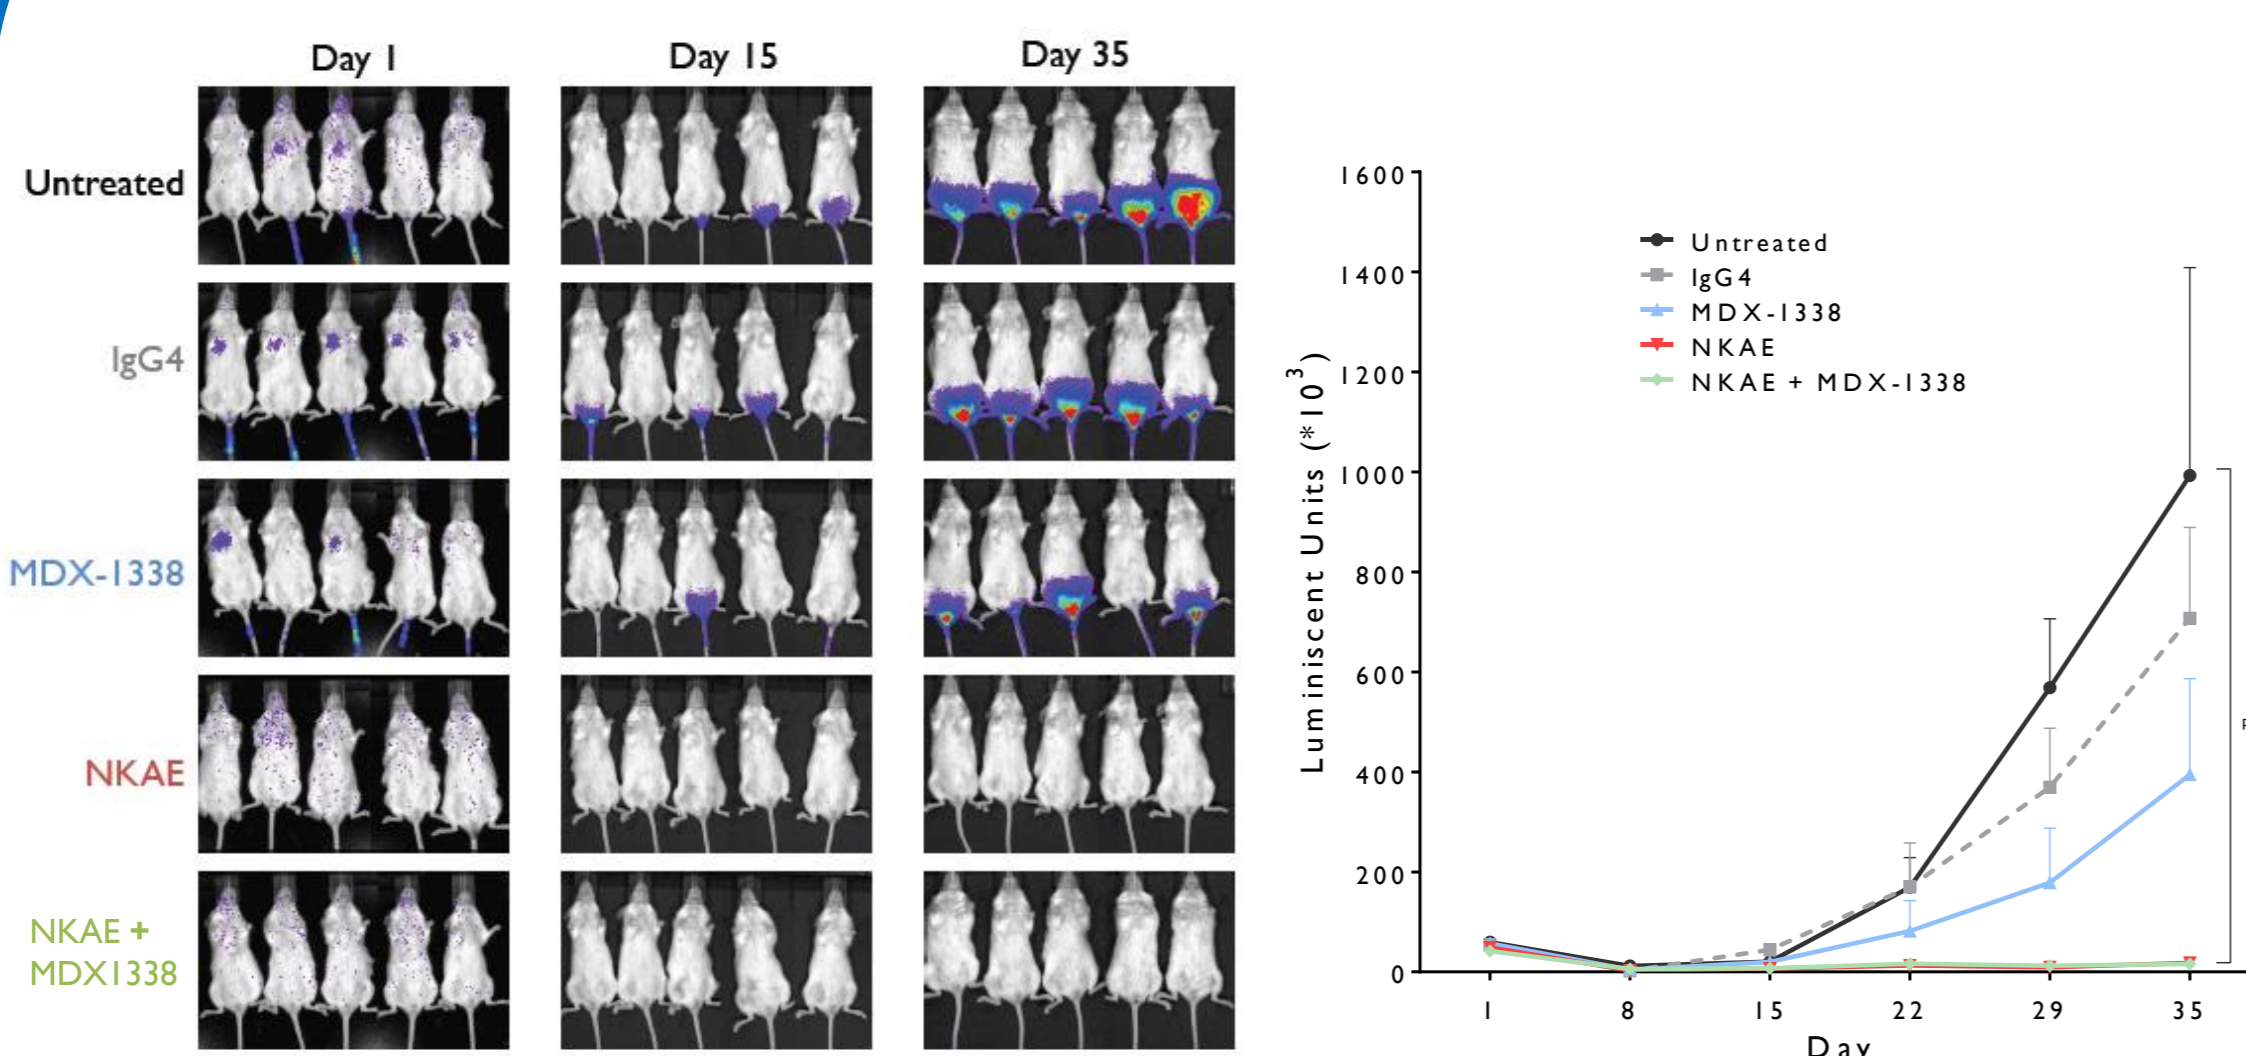 Day 1
Day 15
Day 35
Untreated
IgG4
MDX-1338
NKAE
NKAE +
MDX1338
Luminiscent Units (*10³)
1600
1400
1200
1000
800
600
400
200
0
Untreated
IgG4
MDX-1338
NKAE
NKAE + MDX-1338
1
8
15
22
29
35
Day